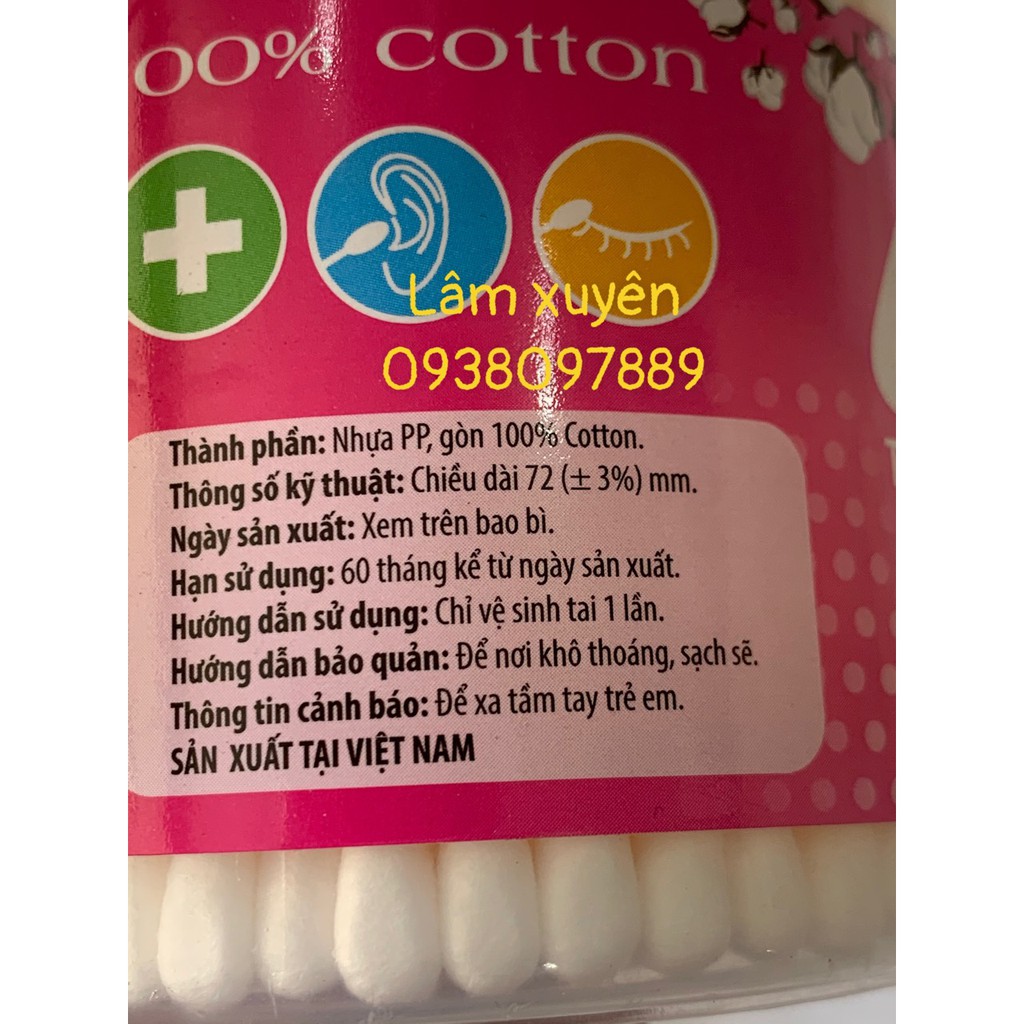 00% cotton
Lâm xuyên
0938097889
Thành phần: Nhựa PP, gòn 100% Cotton.
Thông số kỹ thuật: Chiều dài 72 (± 3%) mm.
Ngày sản xuất: Xem trên bao bì.
Hạn sử dụng: 60 tháng kể từ ngày sản xuất.
Hướng dẫn sử dụng: Chỉ vệ sinh tai 1 lần.
Hướng dẫn bảo quản: Để nơi khô thoáng, sạch sẽ.
Thông tin cảnh báo: Để xa tầm tay trẻ em.
SẢN XUẤT TẠI VIỆT NAM